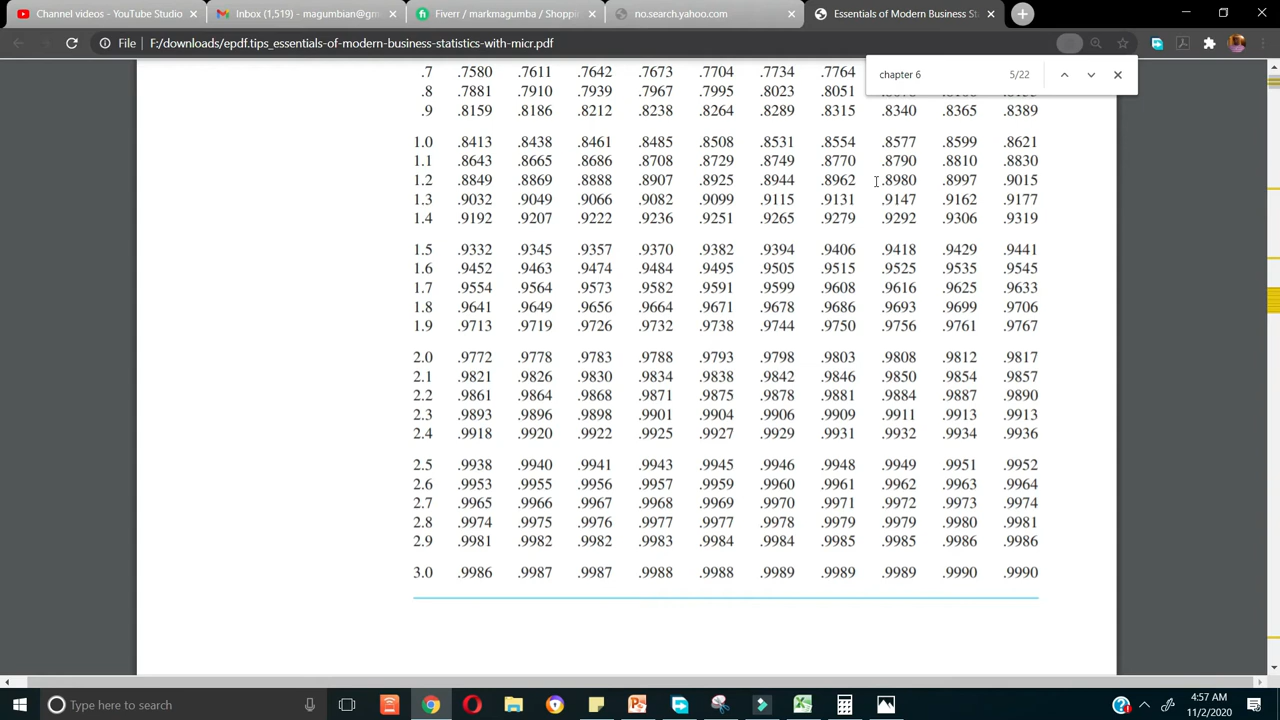 Channel videos - YouTube Studio
Inbox (1,519) - magumbian@gm
Fiverr / markmagumba / Shoppi
no.search.yahoo.com
Essentials of Modern Business St
File F:/downloads/epdf.tips_essentials-of-modern-business-statistics-with-micr.pdf
chapter 6 5/22
.7 .7580 .7611 .7642 .7673 .7704 .7734 .7764
.8 .7881 .7910 .7939 .7967 .7995 .8023 .8051
.9 .8159 .8186 .8212 .8238 .8264 .8289 .8315 .8340 .8365 .8389
1.0 .8413 .8438 .8461 .8485 .8508 .8531 .8554 .8577 .8599 .8621
1.1 .8643 .8665 .8686 .8708 .8729 .8749 .8770 .8790 .8810 .8830
1.2 .8849 .8869 .8888 .8907 .8925 .8944 .8962 .8980 .8997 .9015
1.3 .9032 .9049 .9066 .9082 .9099 .9115 .9131 .9147 .9162 .9177
1.4 .9192 .9207 .9222 .9236 .9251 .9265 .9279 .9292 .9306 .9319
1.5 .9332 .9345 .9357 .9370 .9382 .9394 .9406 .9418 .9429 .9441
1.6 .9452 .9463 .9474 .9484 .9495 .9505 .9515 .9525 .9535 .9545
1.7 .9554 .9564 .9573 .9582 .9591 .9599 .9608 .9616 .9625 .9633
1.8 .9641 .9649 .9656 .9664 .9671 .9678 .9686 .9693 .9699 .9706
1.9 .9713 .9719 .9726 .9732 .9738 .9744 .9750 .9756 .9761 .9767
2.0 .9772 .9778 .9783 .9788 .9793 .9798 .9803 .9808 .9812 .9817
2.1 .9821 .9826 .9830 .9834 .9838 .9842 .9846 .9850 .9854 .9857
2.2 .9861 .9864 .9868 .9871 .9875 .9878 .9881 .9884 .9887 .9890
2.3 .9893 .9896 .9898 .9901 .9904 .9906 .9909 .9911 .9913 .9913
2.4 .9918 .9920 .9922 .9925 .9927 .9929 .9931 .9932 .9934 .9936
2.5 .9938 .9940 .9941 .9943 .9945 .9946 .9948 .9949 .9951 .9952
2.6 .9953 .9955 .9956 .9957 .9959 .9960 .9961 .9962 .9963 .9964
2.7 .9965 .9966 .9967 .9968 .9969 .9970 .9971 .9972 .9973 .9974
2.8 .9974 .9975 .9976 .9977 .9977 .9978 .9979 .9979 .9980 .9981
2.9 .9981 .9982 .9982 .9983 .9984 .9984 .9985 .9985 .9986 .9986
3.0 .9986 .9987 .9987 .9988 .9988 .9989 .9989 .9989 .9990 .9990
Type here to search
4:57 AM
11/2/2020